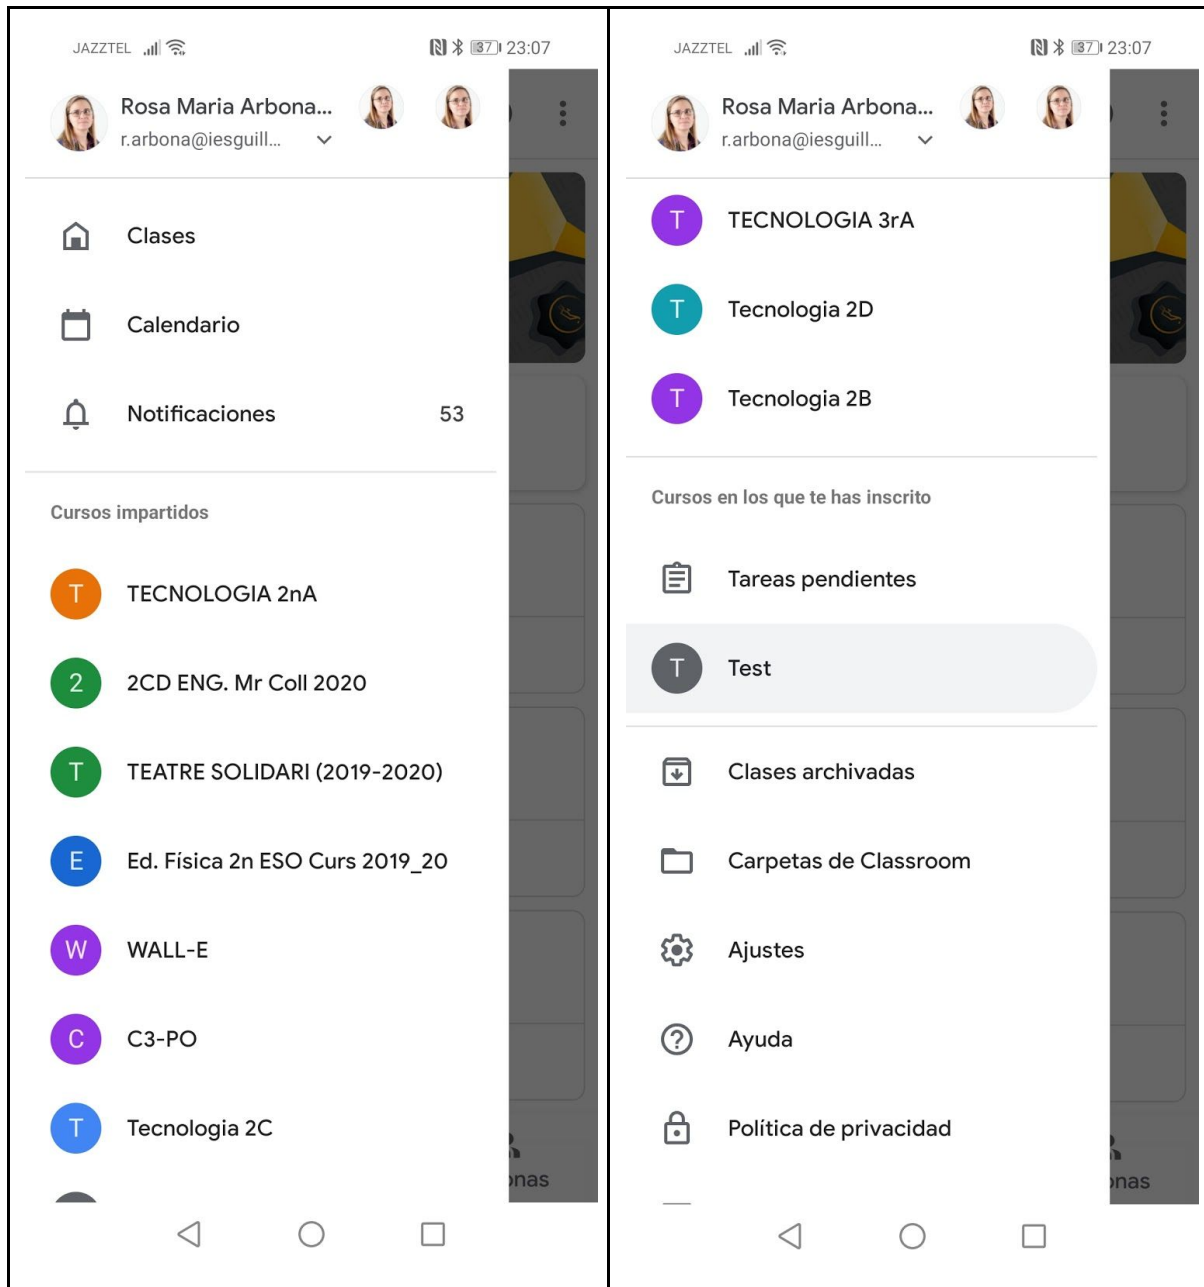 JAZZTEL 37 23:07
Rosa Maria Arbona...
r.arbona@iesguill...
Clases
Calendario
Notificaciones 53
Cursos impartidos
T TECNOLOGIA 2nA
2 2CD ENG. Mr Coll 2020
T TEATRE SOLIDARI (2019-2020)
E Ed. Física 2n ESO Curs 2019_20
W WALL-E
C C3-PO
T Tecnologia 2C
onas
JAZZTEL 37 23:07
Rosa Maria Arbona...
r.arbona@iesguill...
T TECNOLOGIA 3rA
T Tecnologia 2D
T Tecnologia 2B
Cursos en los que te has inscrito
Tareas pendientes
T Test
Clases archivadas
Carpetas de Classroom
Ajustes
Ayuda
Política de privacidad
onas